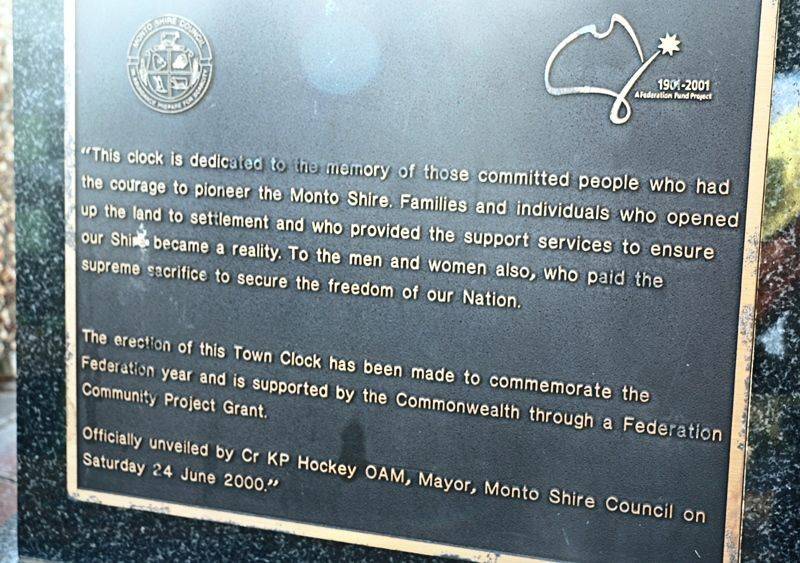 MONTO SHIRE COUNCIL
1901-2001
A Federation Fund Project
"This clock is dedicated to the memory of those committed people who had
the courage to pioneer the Monto Shire. Families and individuals who opened
up the land to settlement and who provided the support services to ensure
our Shire became a reality. To the men and women also, who paid the
supreme sacrifice to secure the freedom of our Nation.
The erection of this Town Clock has been made to commemorate the
Federation year and is supported by the Commonwealth through a Federation
Community Project Grant.
Officially unveiled by Cr KP Hockey OAM, Mayor, Monto Shire Council on
Saturday 24 June 2000."